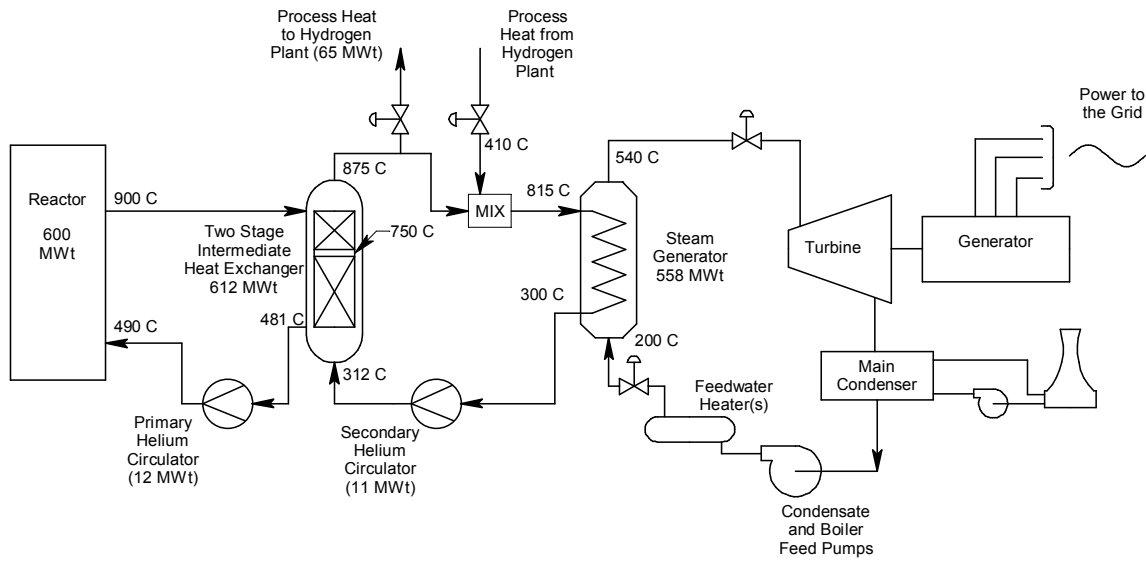 Process Heat
to Hydrogen
Plant (65 MWt)
Process
Heat from
Hydrogen
Plant
Power to
the Grid
410 C
540 C
875 C
815 C
Reactor
600
MWt
900 C
MIX
Two Stage
Intermediate
Heat Exchanger
612 MWt
750 C
Steam
Generator
558 MWt
Turbine
Generator
300 C
481 C
490 C
200 C
312 C
Main
Condenser
Feedwater
Heater(s)
Primary
Helium
Circulator
(12 MWt)
Secondary
Helium
Circulator
(11 MWt)
Condensate
and Boiler
Feed Pumps